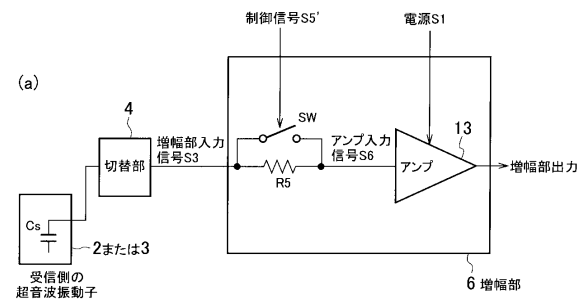 制御信号S5'
電源S1
(a)
4
SW
13
増幅部入力
信号S3
アンプ入力
信号S6
切替部
R5
アンプ
増幅部出力
Cs
2または3
受信側の
超音波振動子
6 増幅部